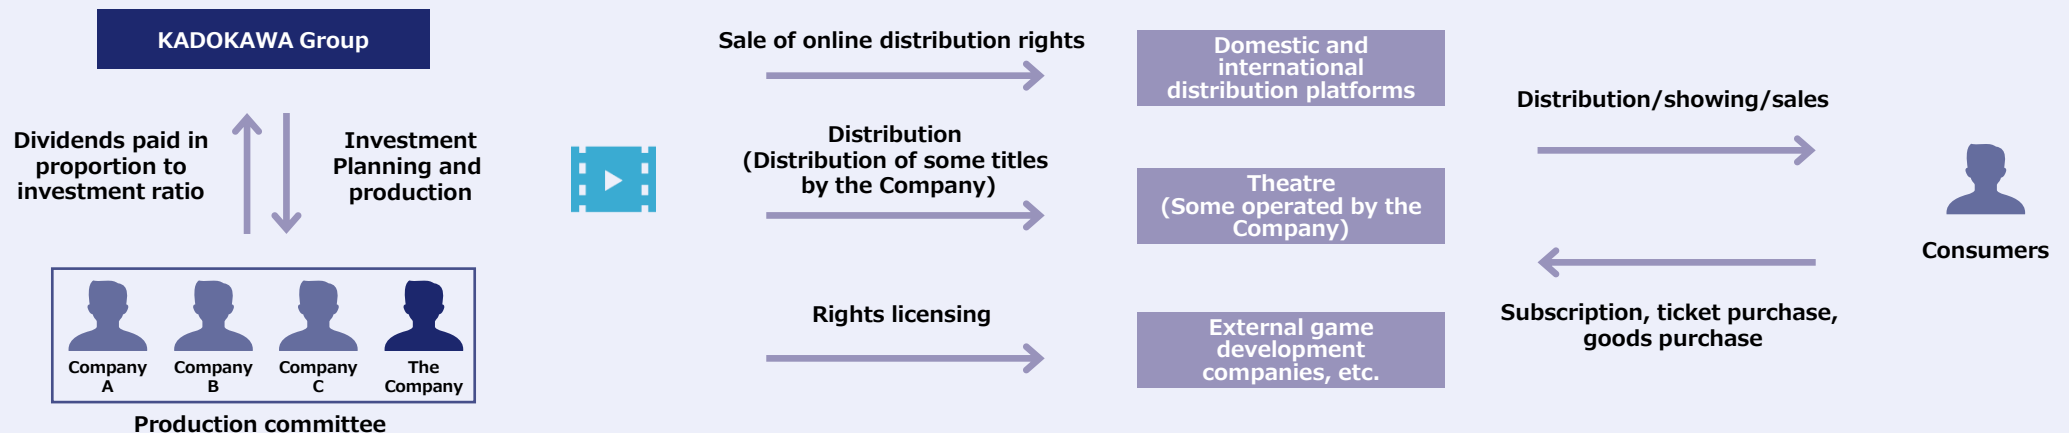 KADOKAWA Group
Dividends paid in
proportion to
investment ratio
Investment
Planning and
production
Company
A
Company
B
Company
C
The
Company
Production committee
Sale of online distribution rights
Distribution
(Distribution of some titles
by the Company)
Rights licensing
Domestic and
international
distribution platforms
Theatre
(Some operated by the
Company)
External game
development
companies, etc.
Distribution/showing/sales
Subscription, ticket purchase,
goods purchase
Consumers